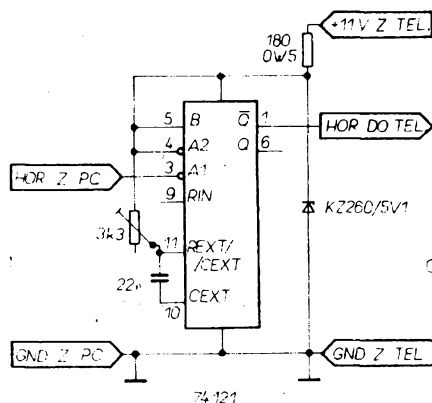 +11V Z TEL.
180
0W5
5 B Q 1
HOR DO TEL
4 A2 Q 6
HOR Z PC
3 A1
9 RIN
KZ260/5V1
3k3
11 REXT/
/CEXT
22n
CEXT
10
GND Z PC
GND Z TEL
74121